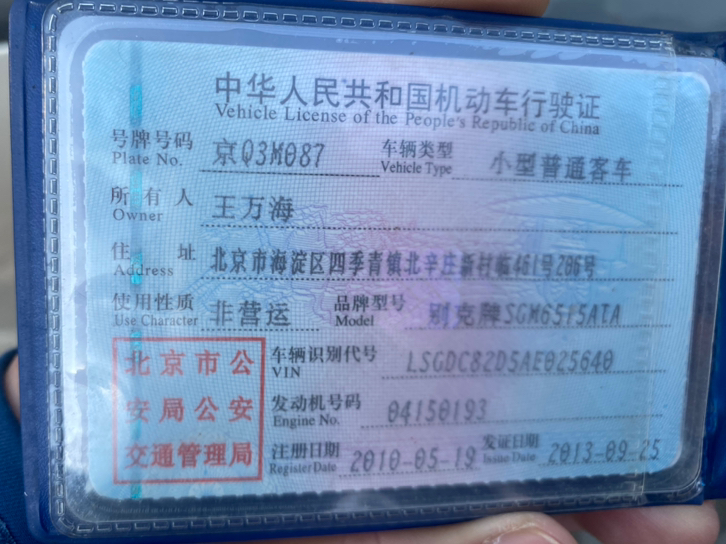 中华人民共和国机动车行驶证
Vehicle License of the People's Republic of China
号牌号码 京Q3M087 车辆类型 小型普通客车
Plate No. Vehicle Type
所有人 王万海
Owner
住址 北京市海淀区四季青镇北辛庄新村临461号206号
Address
使用性质 非营运 品牌型号 别克牌SGM6515ATA
Use Character Model
北京市公 车辆识别代号 LSGDC82D5AE025640
VIN
安局公安 发动机号码 04150193
Engine No.
交通管理局 注册日期 2010-05-19 发证日期 2013-09-25
Register Date Issue Date